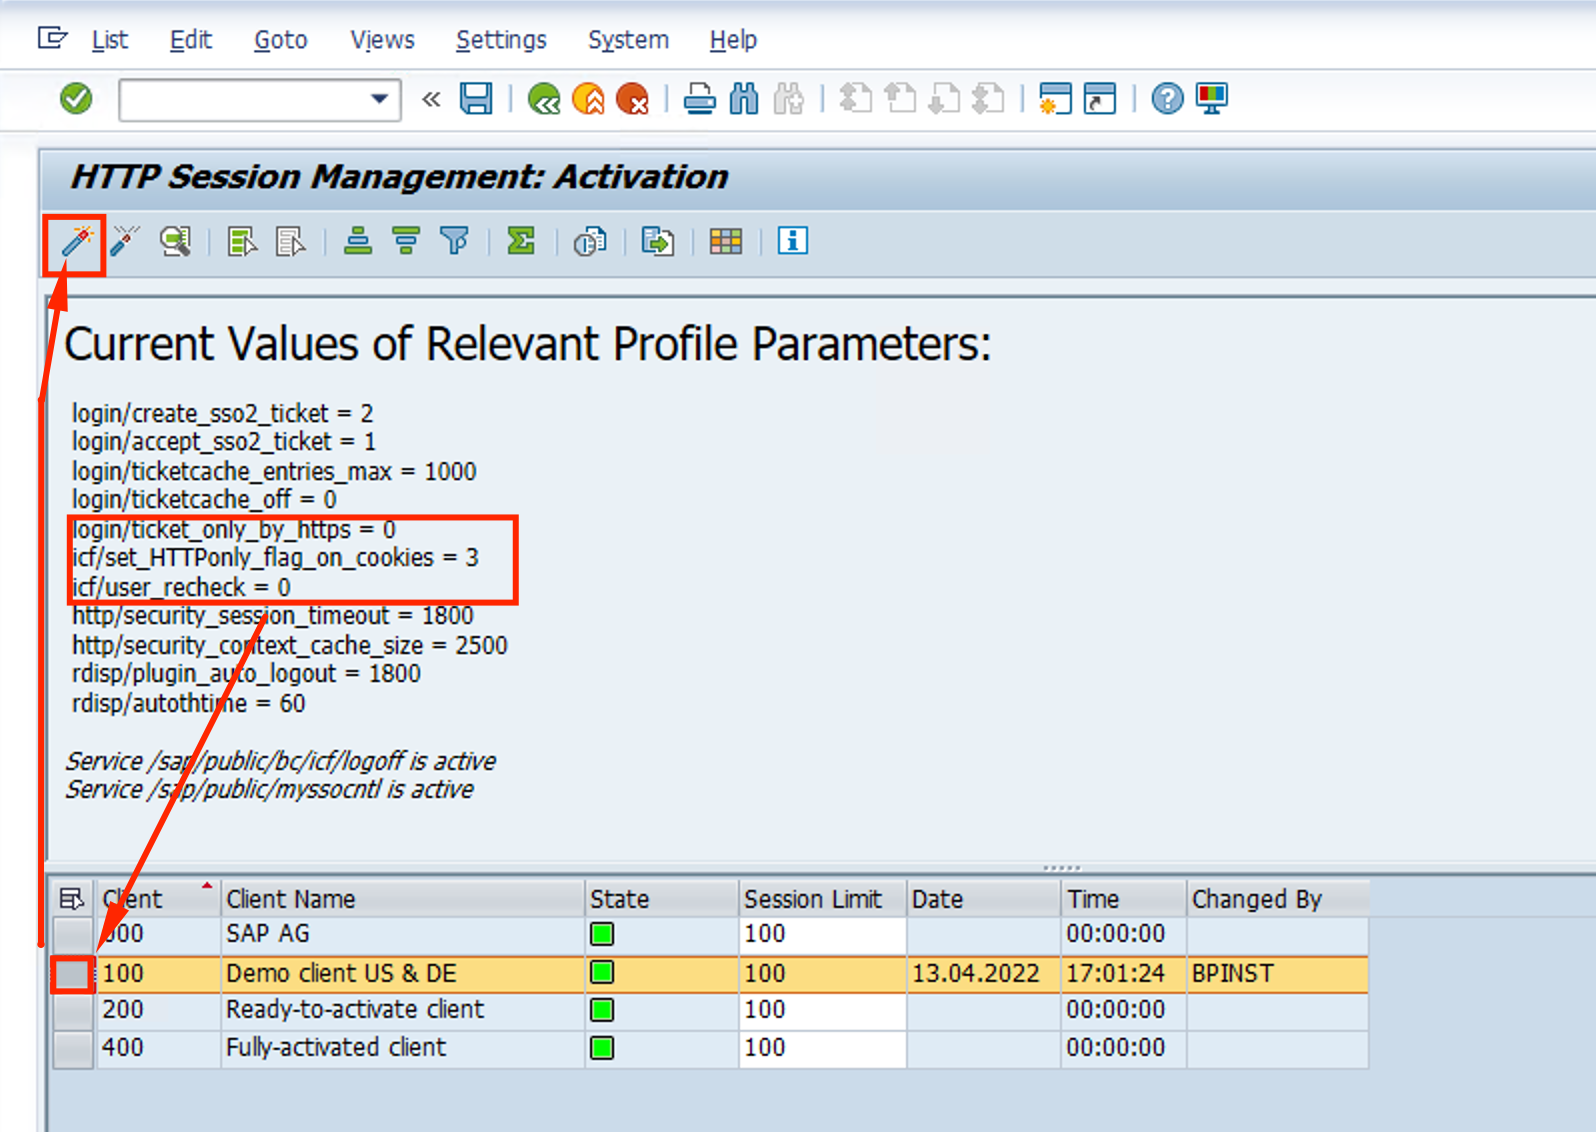 List Edit Goto Views Settings System Help
HTTP Session Management: Activation
Current Values of Relevant Profile Parameters:
login/create_sso2_ticket = 2
login/accept_sso2_ticket = 1
login/ticketcache_entries_max = 1000
login/ticketcache_off = 0
login/ticket_only_by_https = 0
icf/set_HTTPonly_flag_on_cookies = 3
icf/user_recheck = 0
http/security_session_timeout = 1800
http/security_context_cache_size = 2500
rdisp/plugin_auto_logout = 1800
rdisp/autothtime = 60
Service /sap/public/bc/icf/logoff is active
Service /sap/public/myssocntl is active
Client Client Name State Session Limit Date Time Changed By
000 SAP AG 100 00:00:00
100 Demo client US & DE 100 13.04.2022 17:01:24 BPINST
200 Ready-to-activate client 100 00:00:00
400 Fully-activated client 100 00:00:00